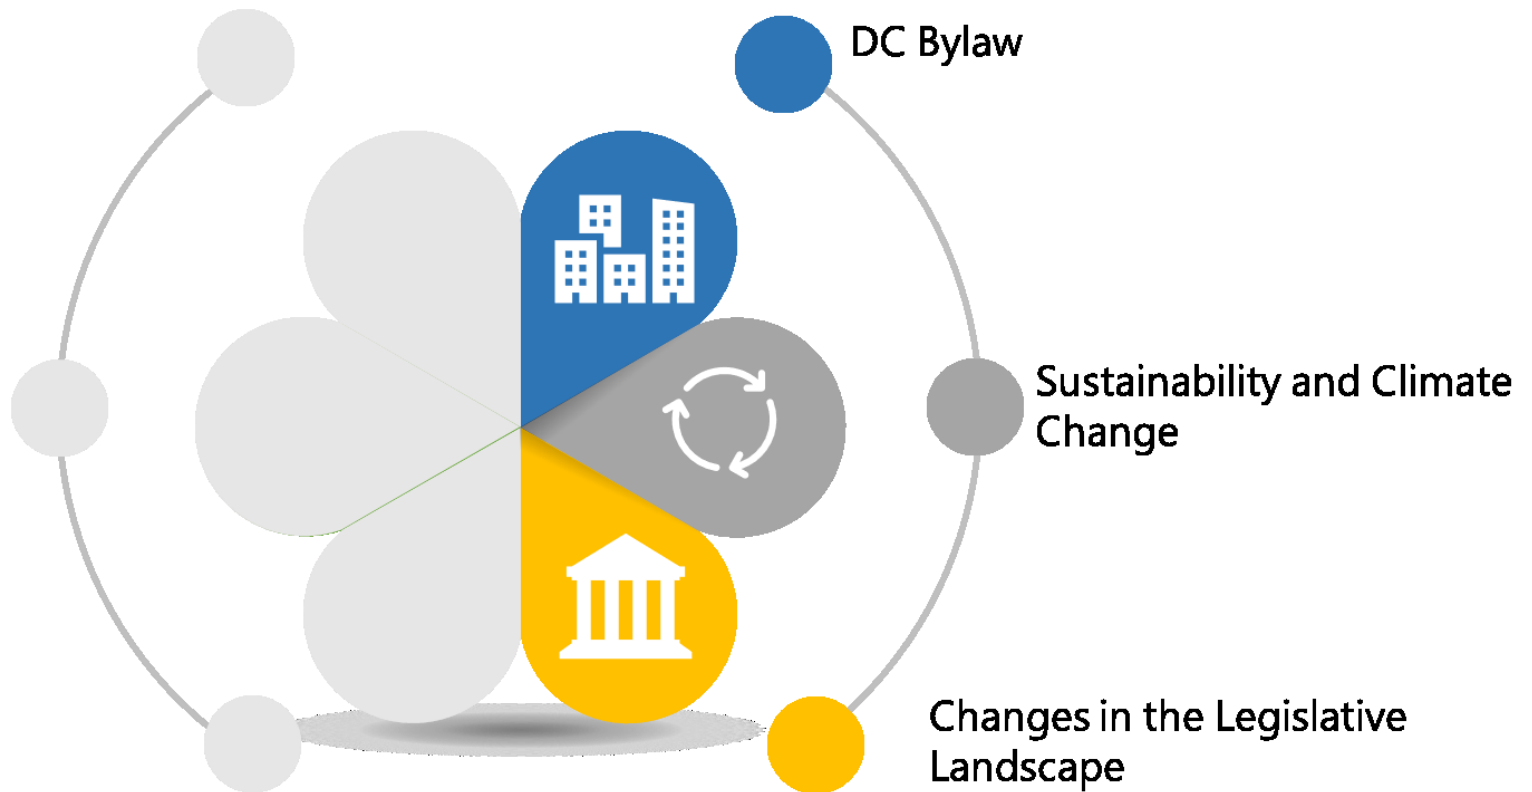 DC Bylaw
Sustainability and Climate
Change
Changes in the Legislative
Landscape